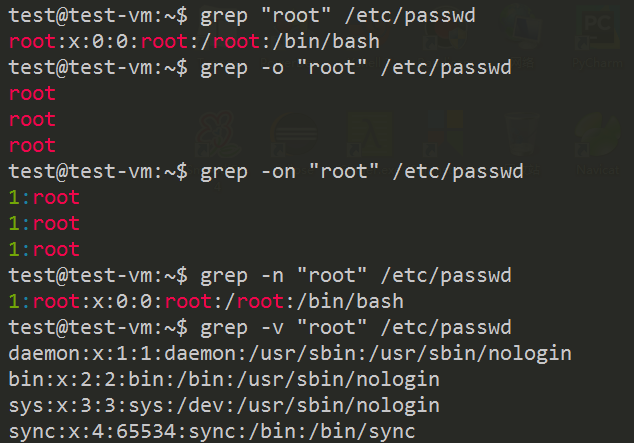 test@test-vm:~$ grep "root" /etc/passwd
root:x:0:0:root:/root:/bin/bash
test@test-vm:~$ grep -o "root" /etc/passwd
root
root
root
test@test-vm:~$ grep -on "root" /etc/passwd
1:root
1:root
1:root
test@test-vm:~$ grep -n "root" /etc/passwd
1:root:x:0:0:root:/root:/bin/bash
test@test-vm:~$ grep -v "root" /etc/passwd
daemon:x:1:1:daemon:/usr/sbin:/usr/sbin/nologin
bin:x:2:2:bin:/bin:/usr/sbin/nologin
sys:x:3:3:sys:/dev:/usr/sbin/nologin
sync:x:4:65534:sync:/bin:/bin/sync